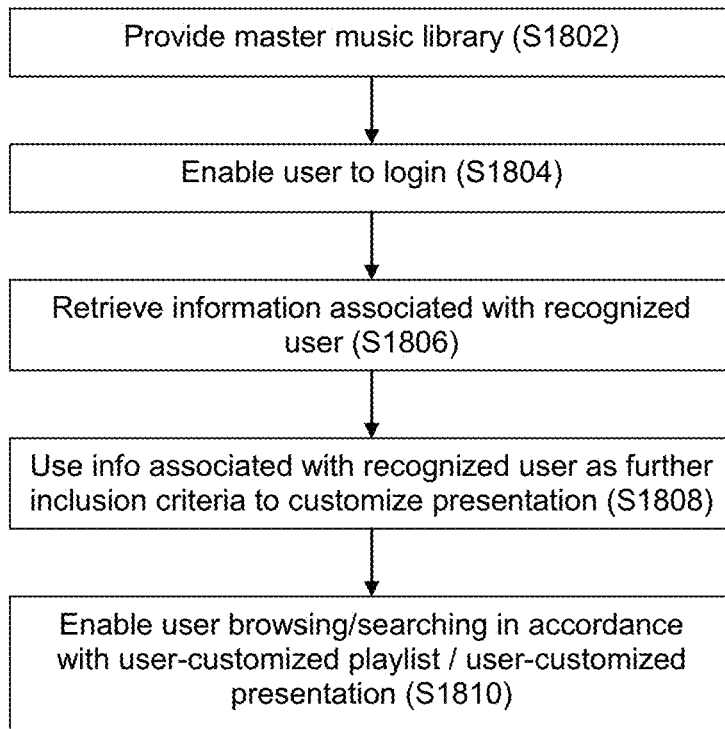 Provide master music library (S1802)
Enable user to login (S1804)
Retrieve information associated with recognized
user (S1806)
Use info associated with recognized user as further
inclusion criteria to customize presentation (S1808)
Enable user browsing/searching in accordance
with user-customized playlist / user-customized
presentation (S1810)